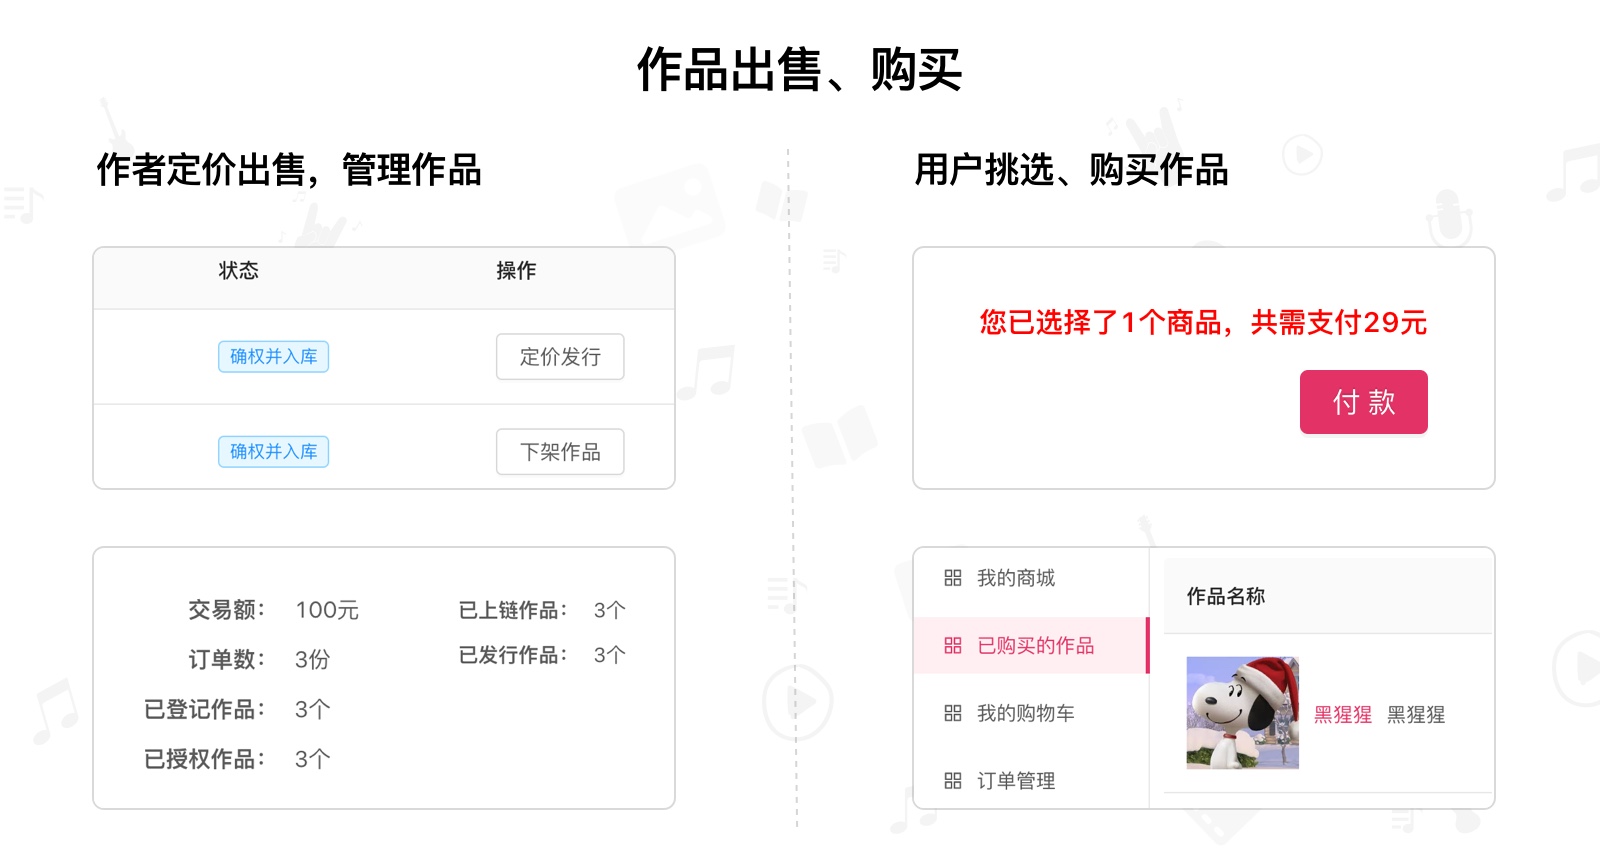 作品出售、购买
作者定价出售，管理作品
状态 操作
确权并入库 定价发行
确权并入库 下架作品
交易额： 100元 已上链作品： 3个
订单数： 3份 已发行作品： 3个
已登记作品： 3个
已授权作品： 3个
用户挑选、购买作品
您已选择了1个商品，共需支付29元
付 款
我的商城
已购买的作品
我的购物车
订单管理
作品名称
黑猩猩 黑猩猩